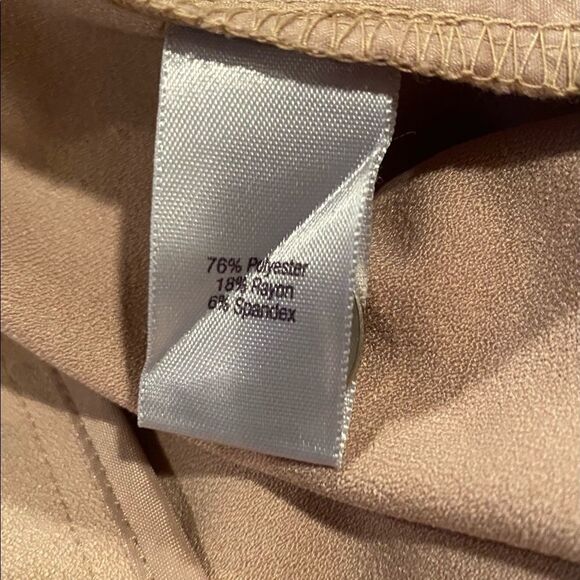 76% Polyester
18% Rayon
6% Spandex